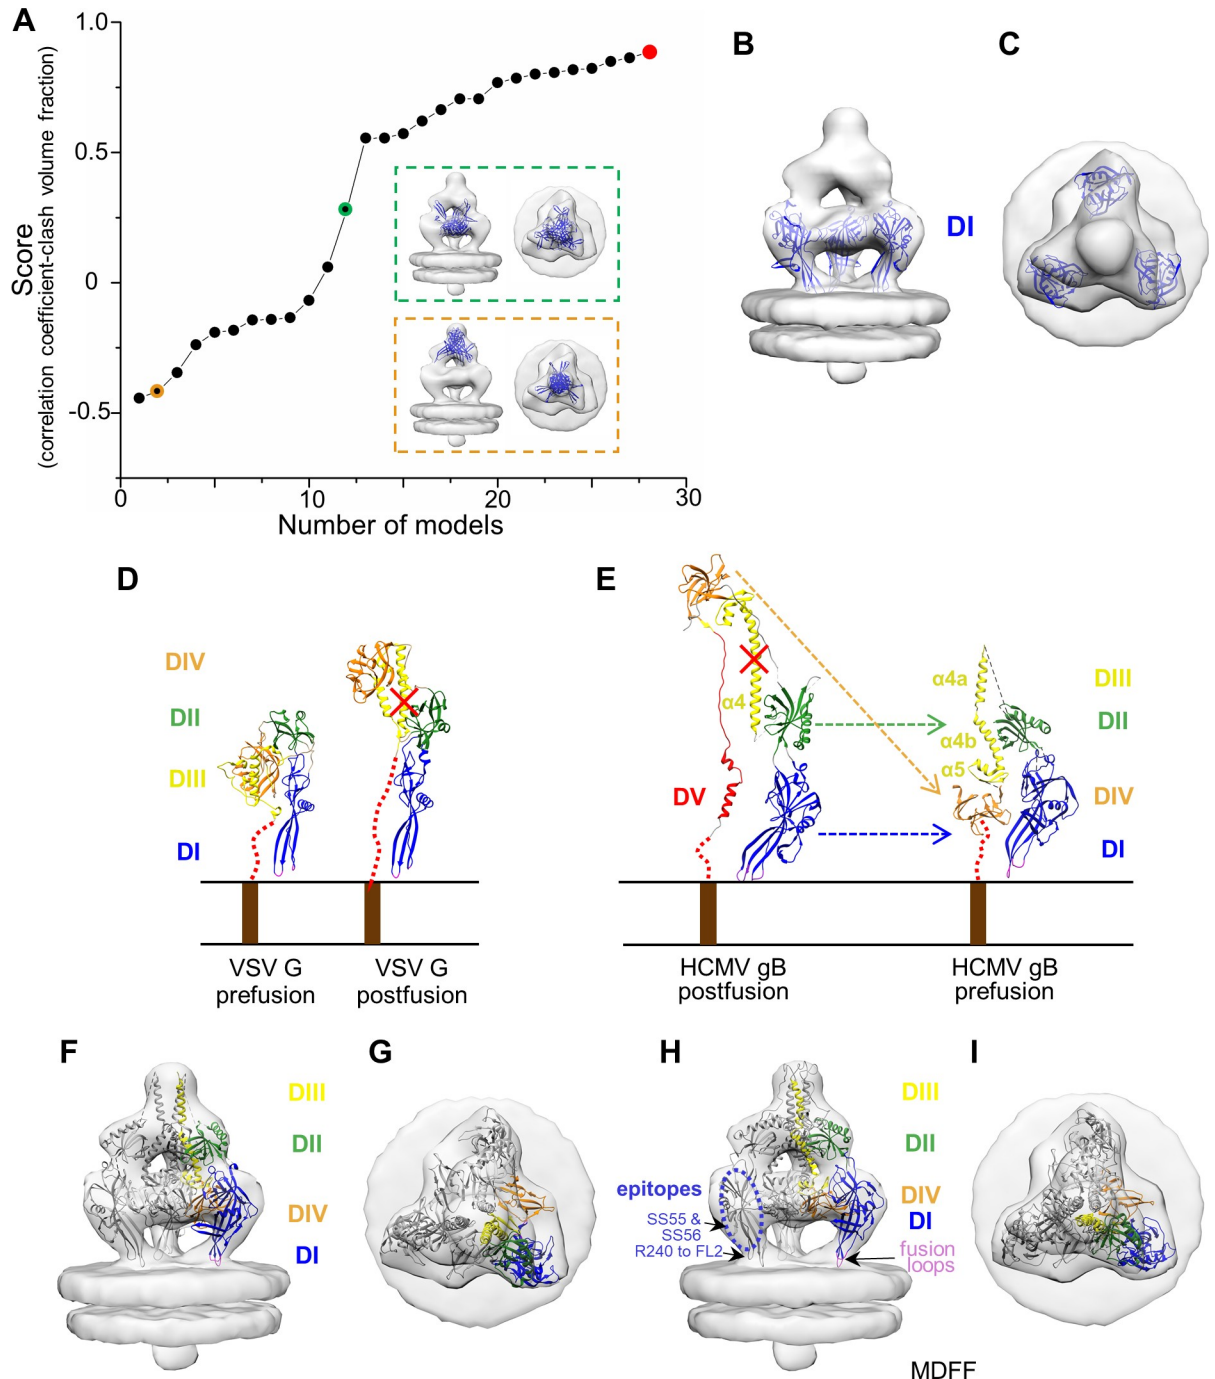 A
B
C
1.0
0.5
0
-0.5
Score
(correlation coefficient-clash volume fraction)
0
10
20
30
Number of models
DI
D
E
DIV
DII
DIII
DI
α4
DV
α4a
α4b
α5
DIII
DII
DIV
DI
VSV G
prefusion
VSV G
postfusion
HCMV gB
postfusion
HCMV gB
prefusion
F
G
H
I
DIII
DII
DIV
DI
DIII
DII
DIV
DI
epitopes
SS55 &
SS56
R240 to FL2
fusion
loops
MDFF